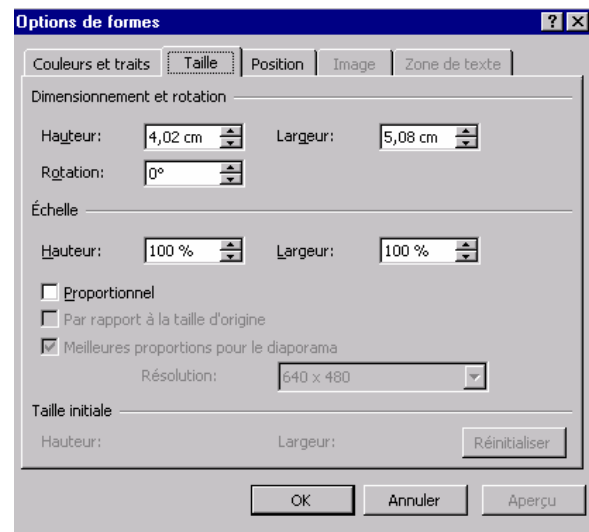 Options de formes
Couleurs et traits Taille Position Image Zone de texte
Dimensionnement et rotation
Hauteur: 4,02 cm Largeur: 5,08 cm
Rotation: 0°
Échelle
Hauteur: 100 % Largeur: 100 %
Proportionnel
Par rapport à la taille d'origine
Meilleures proportions pour le diaporama
Résolution: 640 x 480
Taille initiale
Hauteur: Largeur: Réinitialiser
OK Annuler Aperçu